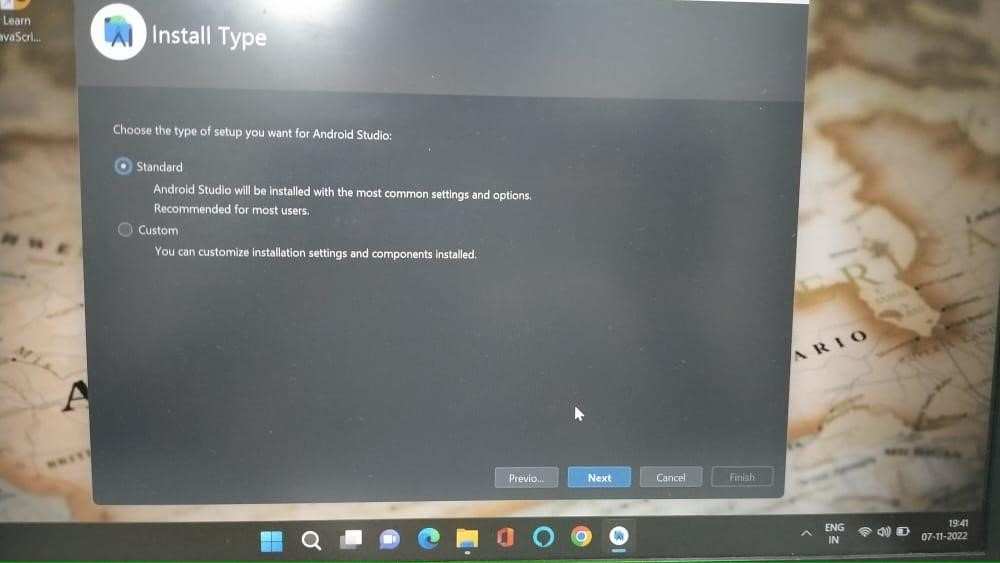 Learn
avaScri...
Install Type
Choose the type of setup you want for Android Studio:
Standard
Android Studio will be installed with the most common settings and options.
Recommended for most users.
Custom
You can customize installation settings and components installed.
ARIO
A
Previo...
Next
Cancel
Finish
ENG
IN
19:41
07-11-2022